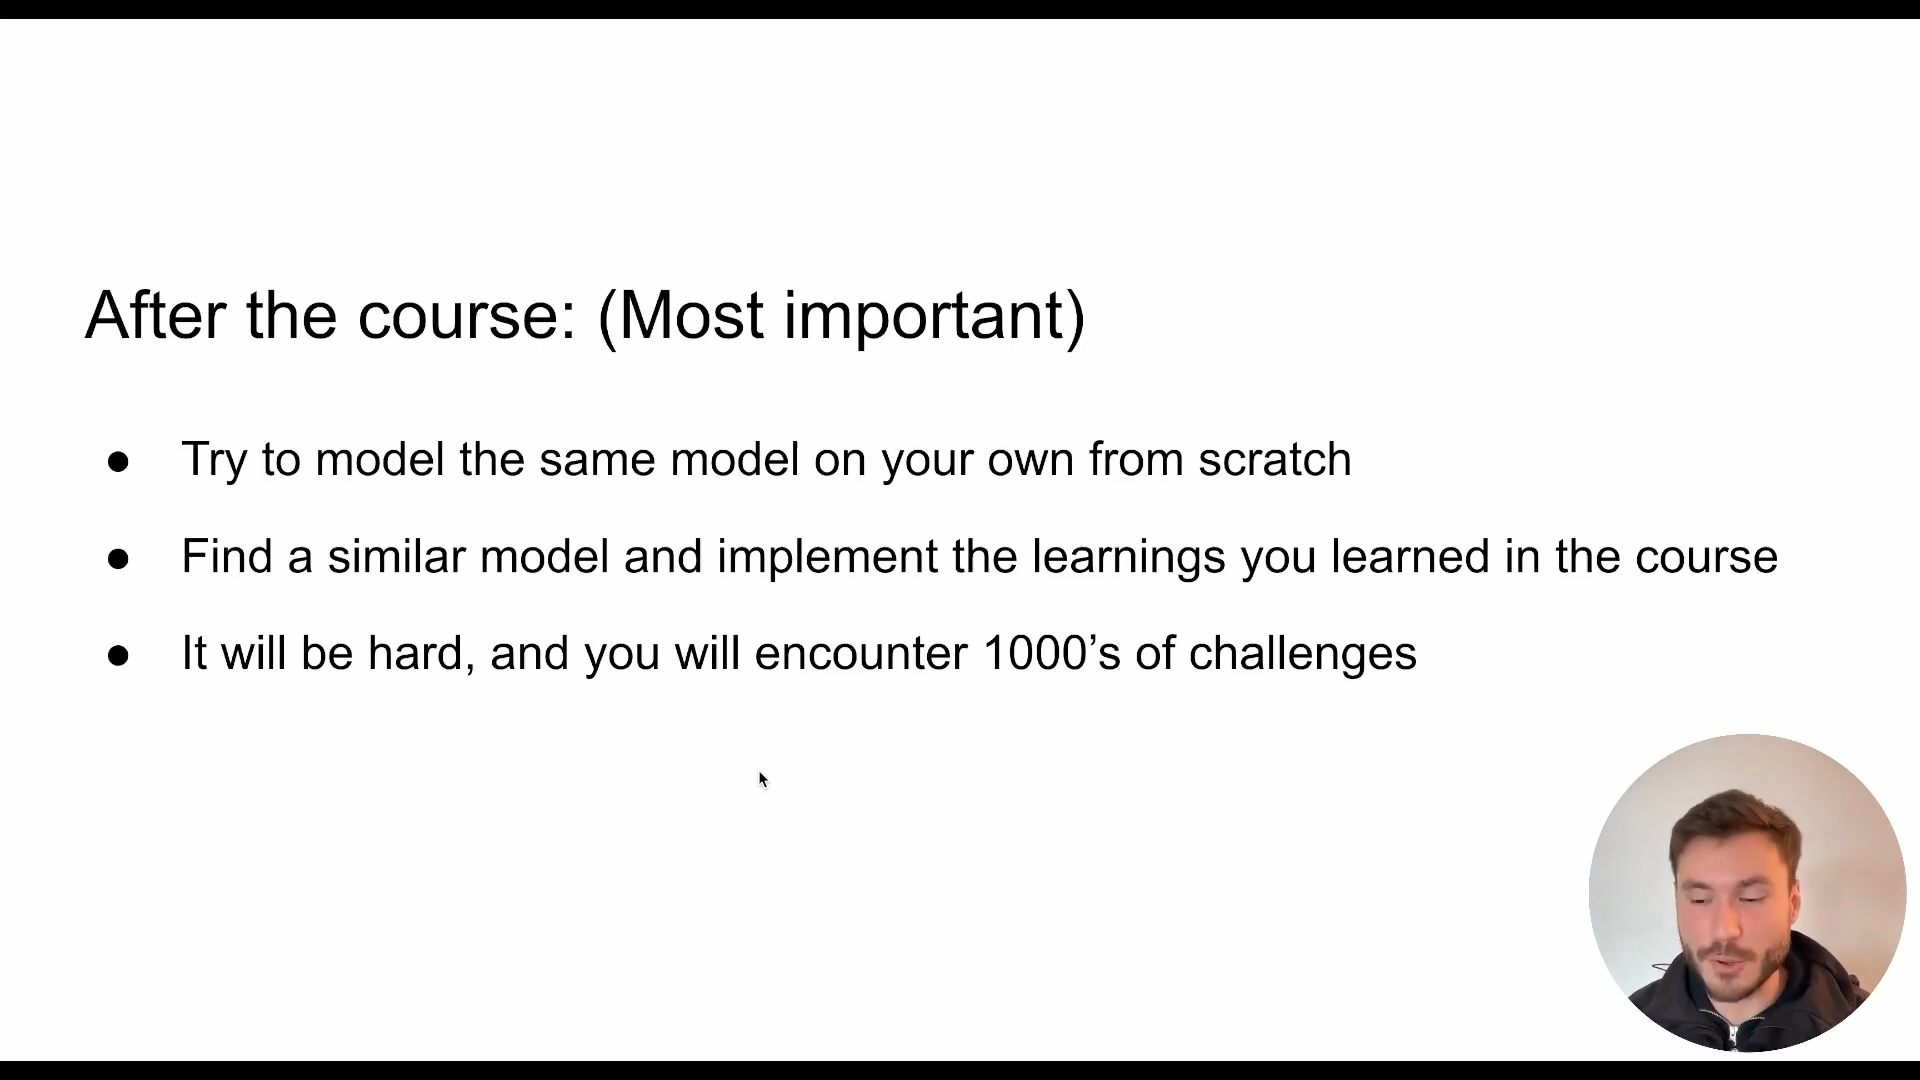 After the course: (Most important)
● Try to model the same model on your own from scratch
● Find a similar model and implement the learnings you learned in the course
● It will be hard, and you will encounter 1000’s of challenges